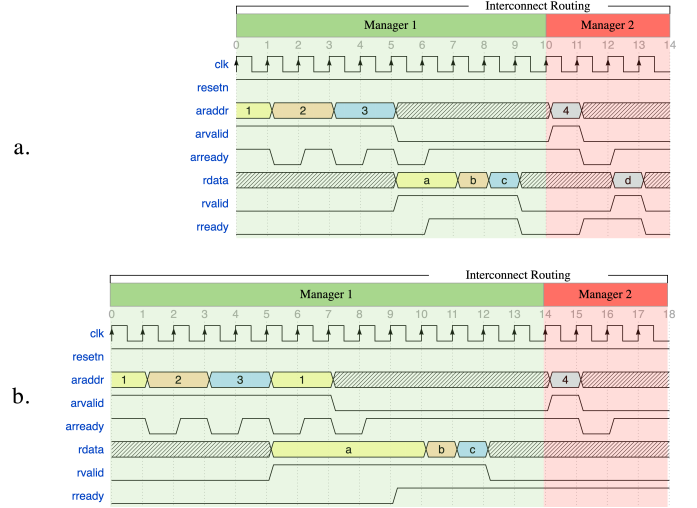 Interconnect Routing
Manager 1 Manager 2
0 1 2 3 4 5 6 7 8 9 10 11 12 13 14
clk
resetn
araddr 1 2 3 4
arvalid
a.
arready
rdata a b c d
rvalid
rready
Interconnect Routing
Manager 1 Manager 2
0 1 2 3 4 5 6 7 8 9 10 11 12 13 14 15 16 17 18
clk
resetn
araddr 1 2 3 1 4
b.
arvalid
arready
rdata a b c
rvalid
rready